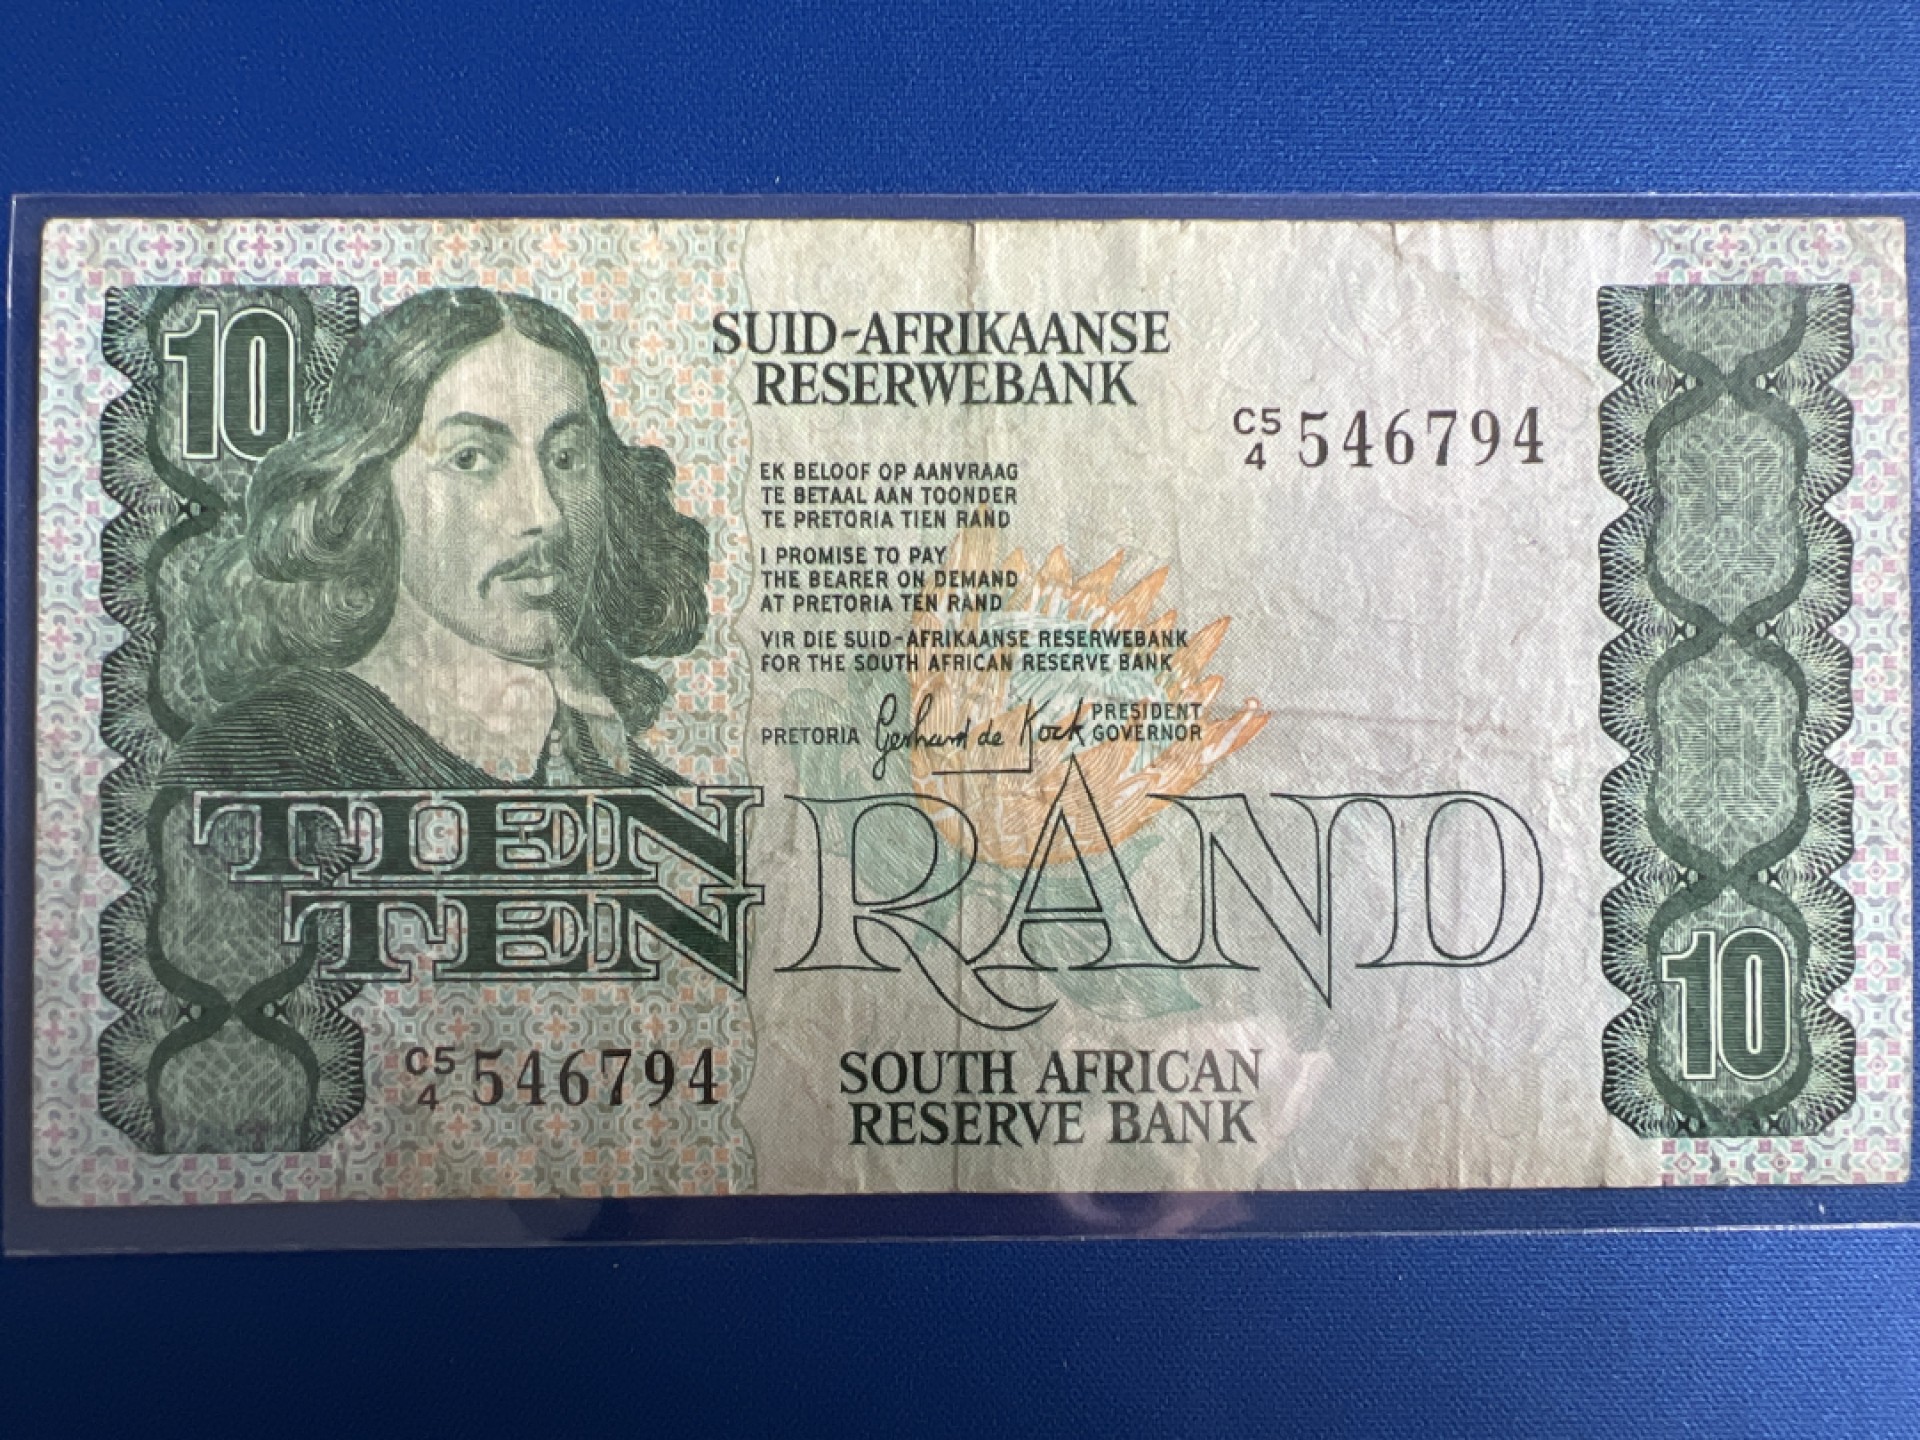 10
SUID-AFRIKAANSE
RESERWEBANK
C5/4 546794
EK BELOOF OP AANVRAAG
TE BETAAL AAN TOONDER
TE PRETORIA TIEN RAND
I PROMISE TO PAY
THE BEARER ON DEMAND
AT PRETORIA TEN RAND
VIR DIE SUID-AFRIKAANSE RESERWEBANK
FOR THE SOUTH AFRICAN RESERVE BANK
PRETORIA Gerhard de Kock PRESIDENT
GOVERNOR
TIEN
TEN
RAND
C5/4 546794
SOUTH AFRICAN
RESERVE BANK
10